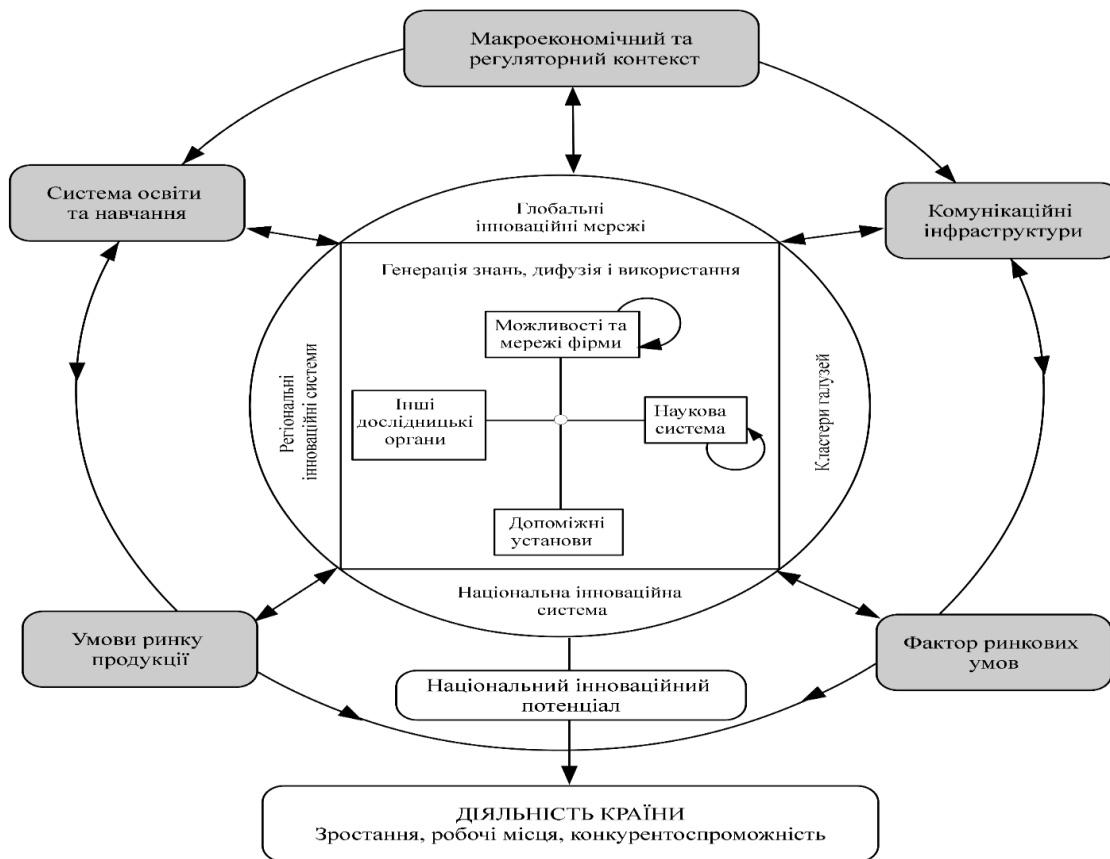 Макроекономічний та
регуляторний контекст
Система освіти
та навчання
Комунікаційні
інфраструктури
Глобальні
інноваційні мережі
Генерація знань, дифузія і використання
Можливості та
мережі фірми
Регіональні
інноваційні системи
Інші
дослідницькі
органи
Наукова
система
Кластери галузей
Допоміжні
установи
Національна інноваційна
система
Умови ринку
продукції
Фактор ринкових
умов
Національний інноваційний
потенціал
ДІЯЛЬНІСТЬ КРАЇНИ
Зростання, робочі місця, конкурентоспроможність